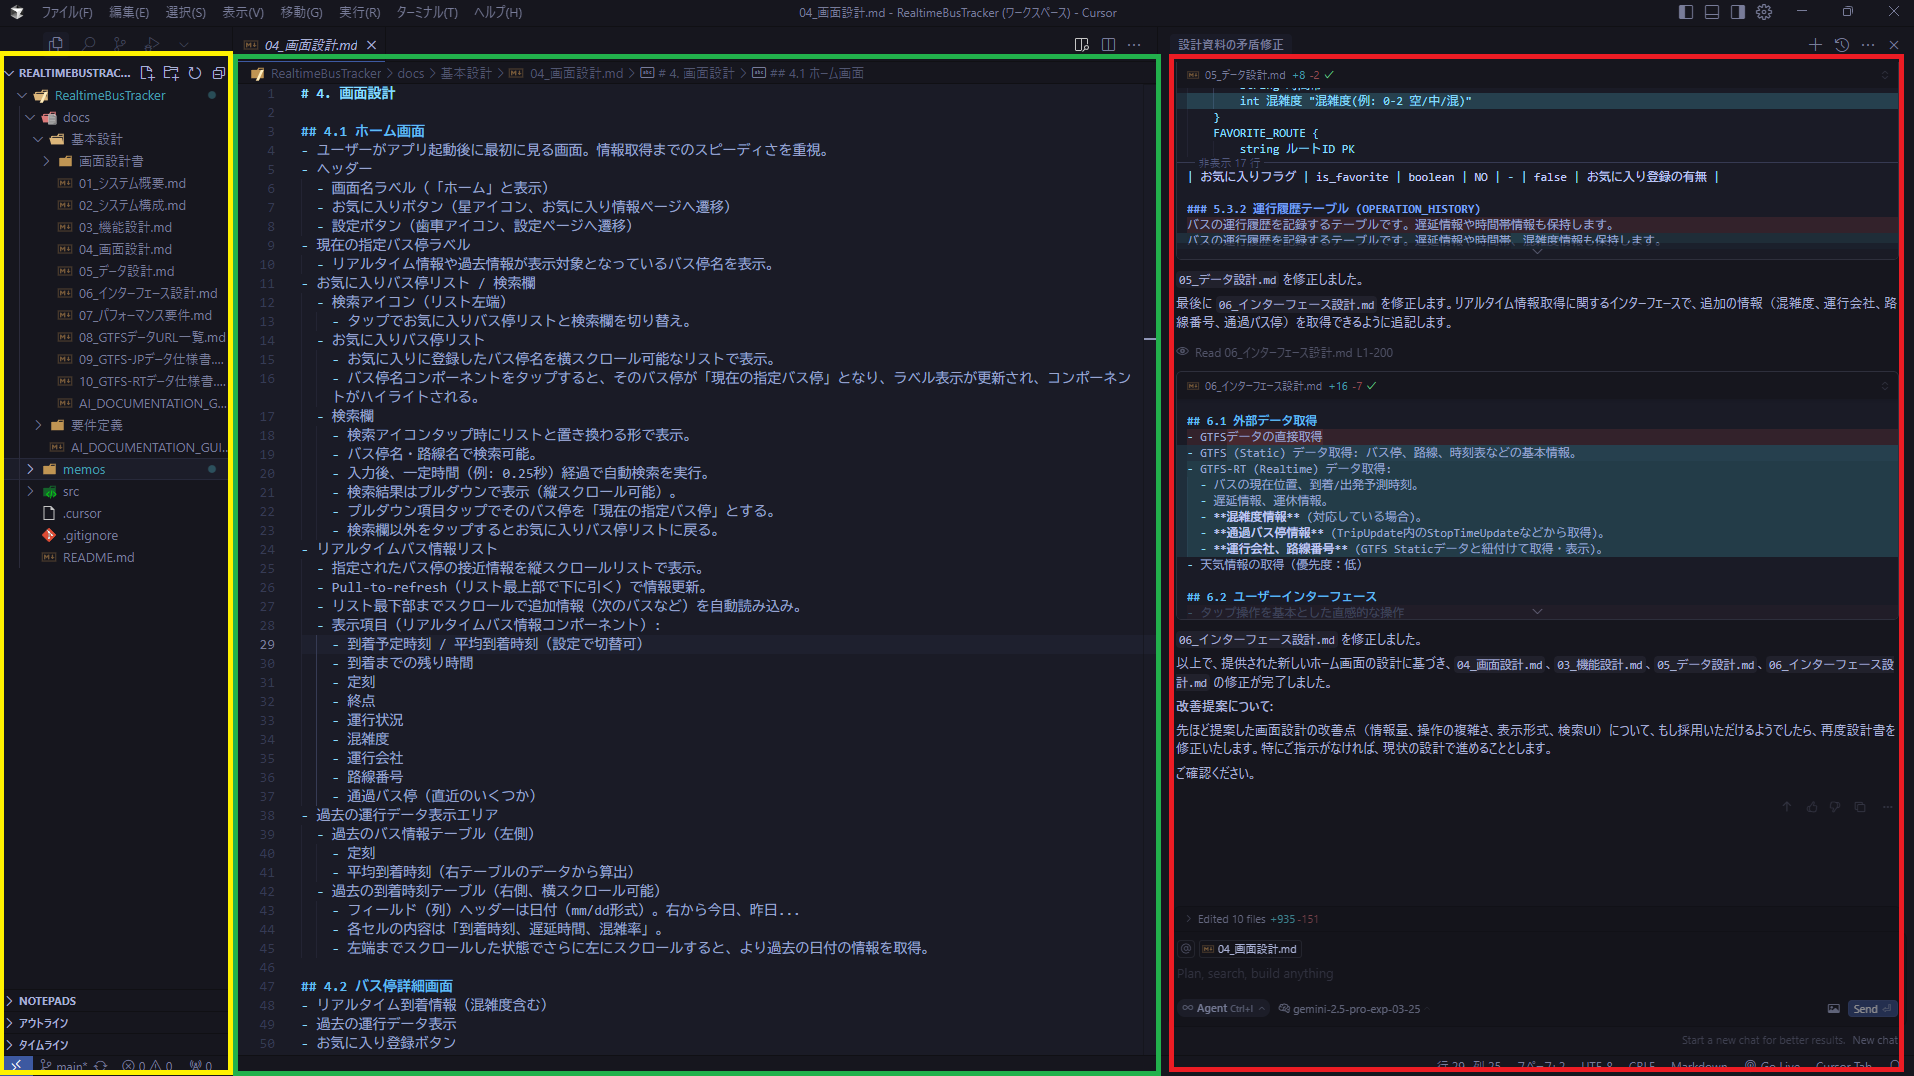 ファイル(F) 編集(E) 選択(S) 表示(V) 移動(G) 実行(R) ターミナル(T) ヘルプ(H)
04_画面設計.md - RealtimeBusTracker (ワークスペース) - Cursor
REALTIMEBUSTRAC...
RealtimeBusTracker
docs
基本設計
画面設計書
01_システム概要.md
02_システム構成.md
03_機能設計.md
04_画面設計.md
05_データ設計.md
06_インターフェース設計.md
07_パフォーマンス要件.md
08_GTFSデータURL一覧.md
09_GTFS-JPデータ仕様書....
10_GTFS-RTデータ仕様書....
AI_DOCUMENTATION_G...
要件定義
AI_DOCUMENTATION_GUI...
memos
src
.cursor
.gitignore
README.md
NOTEPADS
アウトライン
タイムライン
main* 0 0 0
04_画面設計.md
RealtimeBusTracker > docs > 基本設計 > 04_画面設計.md > # 4. 画面設計 > ## 4.1 ホーム画面
1 # 4. 画面設計
2
3 ## 4.1 ホーム画面
4 - ユーザーがアプリ起動後に最初に見る画面。情報取得までのスピーディさを重視。
5 - ヘッダー
6 - 画面名ラベル（「ホーム」と表示）
7 - お気に入りボタン（星アイコン、お気に入り情報ページへ遷移）
8 - 設定ボタン（歯車アイコン、設定ページへ遷移）
9 - 現在の指定バス停ラベル
10 - リアルタイム情報や過去情報が表示対象となっているバス停名を表示。
11 - お気に入りバス停リスト / 検索欄
12 - 検索アイコン（リスト左端）
13 - タップでお気に入りバス停リストと検索欄を切り替え。
14 - お気に入りバス停リスト
15 - お気に入りに登録したバス停名を横スクロール可能なリストで表示。
16 - バス停名コンポーネントをタップすると、そのバス停が「現在の指定バス停」となり、ラベル表示が更新され、コンポーネン
トがハイライトされる。
17 - 検索欄
18 - 検索アイコンタップ時にリストと置き換わる形で表示。
19 - バス停名・路線名で検索可能。
20 - 入力後、一定時間（例: 0.25秒）経過で自動検索を実行。
21 - 検索結果はプルダウンで表示（縦スクロール可能）。
22 - プルダウン項目タップでそのバス停を「現在の指定バス停」とする。
23 - 検索欄以外をタップするとお気に入りバス停リストに戻る。
24 - リアルタイムバス情報リスト
25 - 指定されたバス停の接近情報を縦スクロールリストで表示。
26 - Pull-to-refresh（リスト最上部で下に引く）で情報更新。
27 - リスト最下部までスクロールで追加情報（次のバスなど）を自動読み込み。
28 - 表示項目（リアルタイムバス情報コンポーネント）:
29 - 到着予定時刻 / 平均到着時刻（設定で切替可）
30 - 到着までの残り時間
31 - 定刻
32 - 終点
33 - 運行状況
34 - 混雑度
35 - 運行会社
36 - 路線番号
37 - 通過バス停（直近のいくつか）
38 - 過去の運行データ表示エリア
39 - 過去のバス情報テーブル（左側）
40 - 定刻
41 - 平均到着時刻（右テーブルのデータから算出）
42 - 過去の到着時刻テーブル（右側、横スクロール可能）
43 - フィールド（列）ヘッダーは日付（mm/dd形式）。右から今日、昨日...
44 - 各セルの内容は「到着時刻、遅延時間、混雑率」。
45 - 左端までスクロールした状態でさらに左にスクロールすると、より過去の日付の情報を取得。
46
47 ## 4.2 バス停詳細画面
48 - リアルタイム到着情報（混雑度含む）
49 - 過去の運行データ表示
50 - お気に入り登録ボタン
設計資料の矛盾修正
05_データ設計.md +8 -2
int 混雑度 "混雑度(例: 0-2 空/中/混)"
}
FAVORITE_ROUTE {
string ルートID PK
非表示 17 行
| お気に入りフラグ | is_favorite | boolean | NO | - | false | お気に入り登録の有無 |
### 5.3.2 運行履歴テーブル (OPERATION_HISTORY)
バスの運行履歴を記録するテーブルです。遅延情報や時間帯情報も保持します。
バスの運行履歴を記録するテーブルです。遅延情報や時間帯、混雑度情報も保持します。
05_データ設計.md を修正しました。
最後に 06_インターフェース設計.md を修正します。リアルタイム情報取得に関するインターフェースで、追加の情報（混雑度、運行会社、路
線番号、通過バス停）を取得できるように追記します。
Read 06_インターフェース設計.md L1-200
06_インターフェース設計.md +16 -7
## 6.1 外部データ取得
- GTFSデータの直接取得
- GTFS (Static) データ取得: バス停、路線、時刻表などの基本情報。
- GTFS-RT (Realtime) データ取得:
- バスの現在位置、到着/出発予測時刻。
- 遅延情報、運休情報。
- **混雑度情報** (対応している場合)。
- **通過バス停情報** (TripUpdate内のStopTimeUpdateなどから取得)。
- **運行会社、路線番号** (GTFS Staticデータと紐付けて取得・表示)。
- 天気情報の取得（優先度：低）
## 6.2 ユーザーインターフェース
- タップ操作を基本とした直感的な操作
06_インターフェース設計.md を修正しました。
以上で、提供された新しいホーム画面の設計に基づき、04_画面設計.md、03_機能設計.md、05_データ設計.md、06_インターフェース設
計.md の修正が完了しました。
改善提案について:
先ほど提案した画面設計の改善点（情報量、操作の複雑さ、表示形式、検索UI）について、もし採用いただけるようでしたら、再度設計書を
修正いたします。特にご指示がなければ、現状の設計で進めることとします。
ご確認ください。
Edited 10 files +935 -151
@ 04_画面設計.md
Plan, search, build anything
Agent Ctrl+I gemini-2.5-pro-exp-03-25 Send
Start a new chat for better results. New chat
行 29、列 25 スペース: 2 UTF-8 CRLF Markdown Go Live Cursor Tab